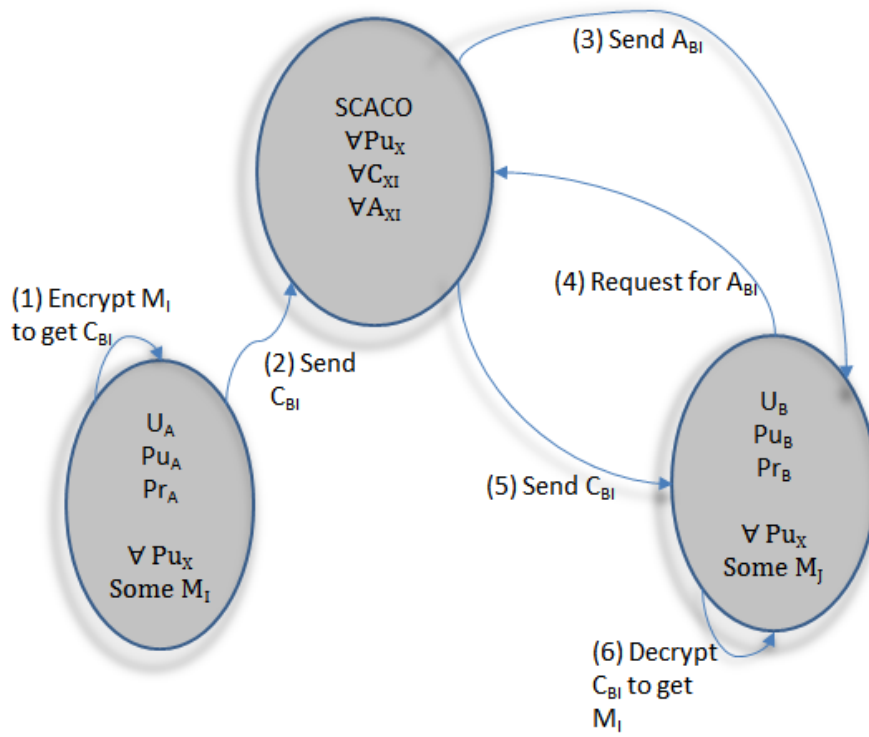 (3) Send A_BI
SCACO
∀Pu_X
∀C_XI
∀A_XI
(4) Request for A_BI
(1) Encrypt M_I
to get C_BI
(2) Send
C_BI
U_A
Pu_A
Pr_A
∀ Pu_X
Some M_I
(5) Send C_BI
U_B
Pu_B
Pr_B
∀ Pu_X
Some M_J
(6) Decrypt
C_BI to get
M_I